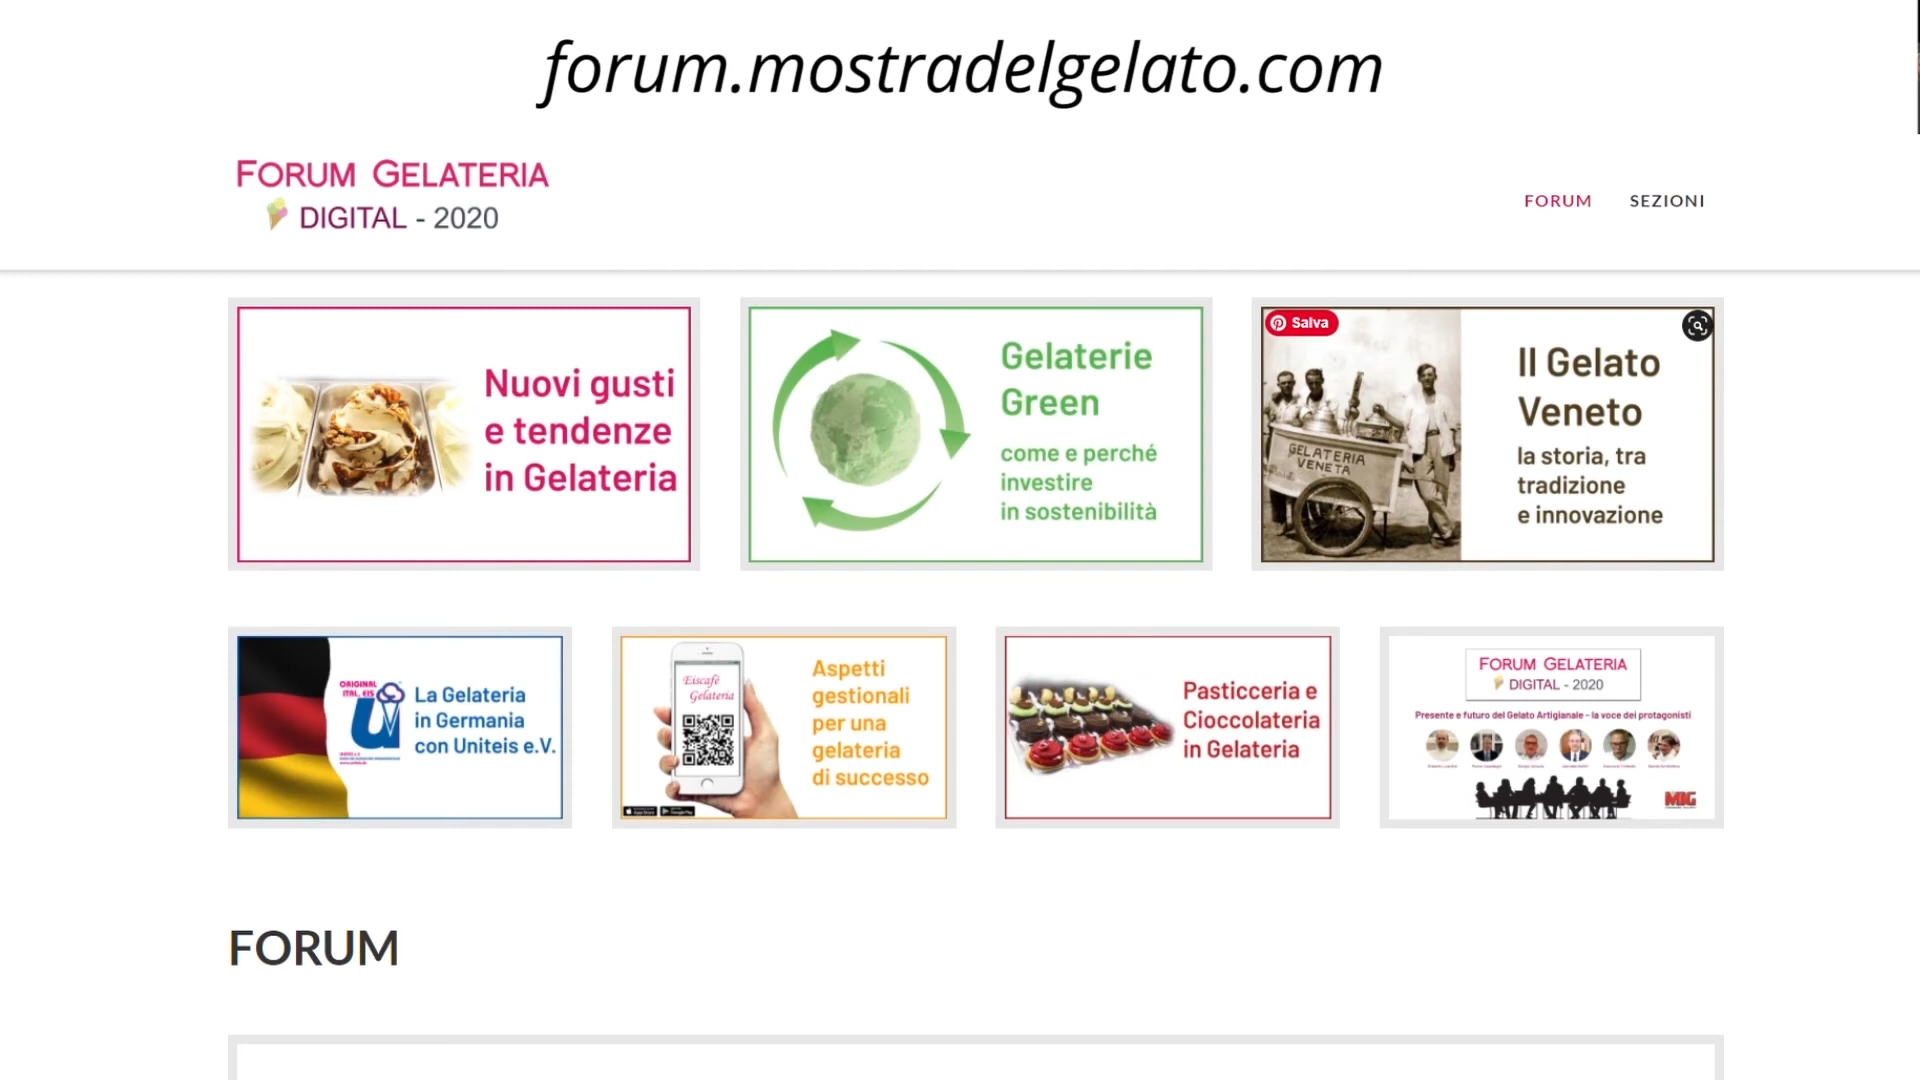 forum.mostradelgelato.com
FORUM GELATERIA
DIGITAL - 2020
FORUM
SEZIONI
Nuovi gusti
e tendenze
in Gelateria
Gelaterie
Green
come e perché
investire
in sostenibilità
Salva
GELATERIA
VENETA
Il Gelato
Veneto
la storia, tra
tradizione
e innovazione
ORIGINAL
ITAL. EIS
La Gelateria
in Germania
con Uniteis e.V.
Eiscafé
Gelateria
Aspetti
gestionali
per una
gelateria
di successo
Pasticceria e
Cioccolateria
in Gelateria
FORUM GELATERIA
DIGITAL - 2020
Presente e futuro del Gelato Artigianale - la voce dei protagonisti
MIG
FORUM